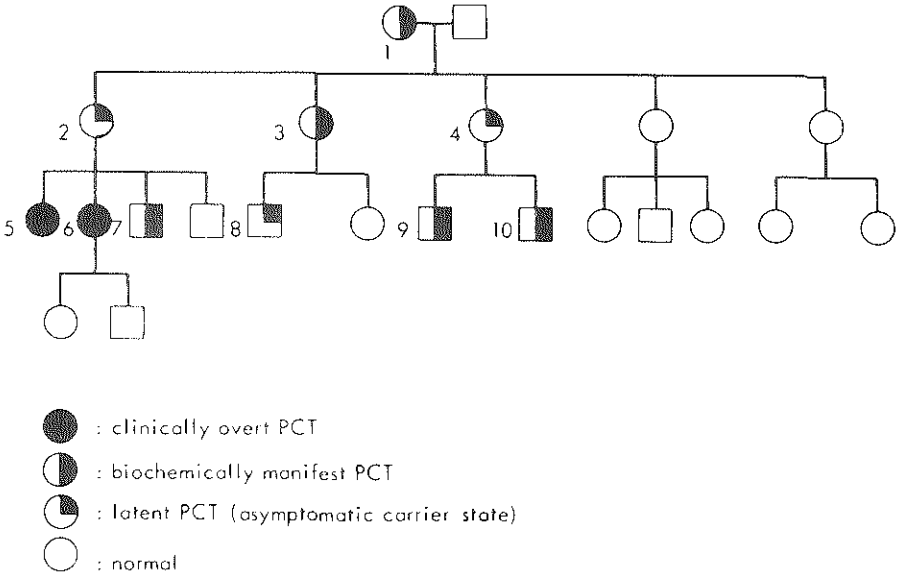 1
2 3 4
5 6 7 8 9 10
: clinically overt PCT
: biochemically manifest PCT
: latent PCT (asymptomatic carrier state)
: normal